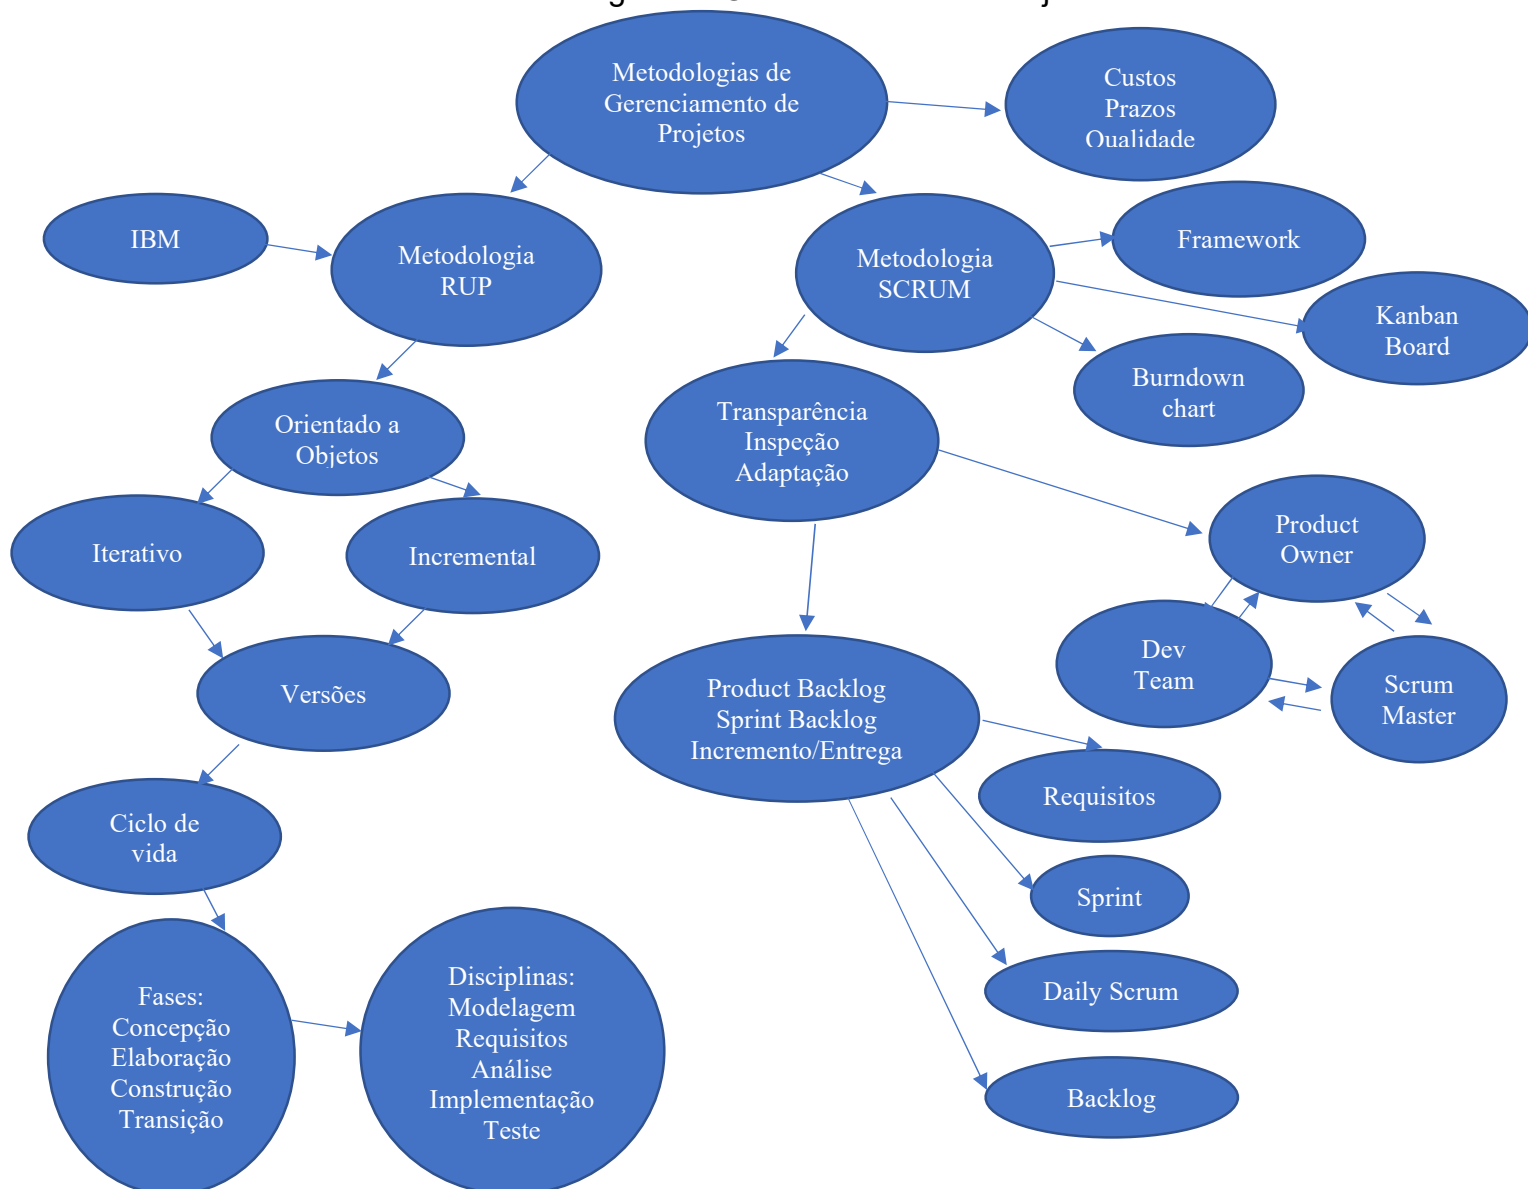 Metodologias de
Gerenciamento de
Projetos
Custos
Prazos
Qualidade
IBM
Metodologia
RUP
Metodologia
SCRUM
Framework
Kanban
Board
Burndown
chart
Orientado a
Objetos
Transparência
Inspeção
Adaptação
Iterativo
Incremental
Product
Owner
Dev
Team
Scrum
Master
Versões
Product Backlog
Sprint Backlog
Incremento/Entrega
Requisitos
Ciclo de
vida
Sprint
Daily Scrum
Backlog
Fases:
Concepção
Elaboração
Construção
Transição
Disciplinas:
Modelagem
Requisitos
Análise
Implementação
Teste